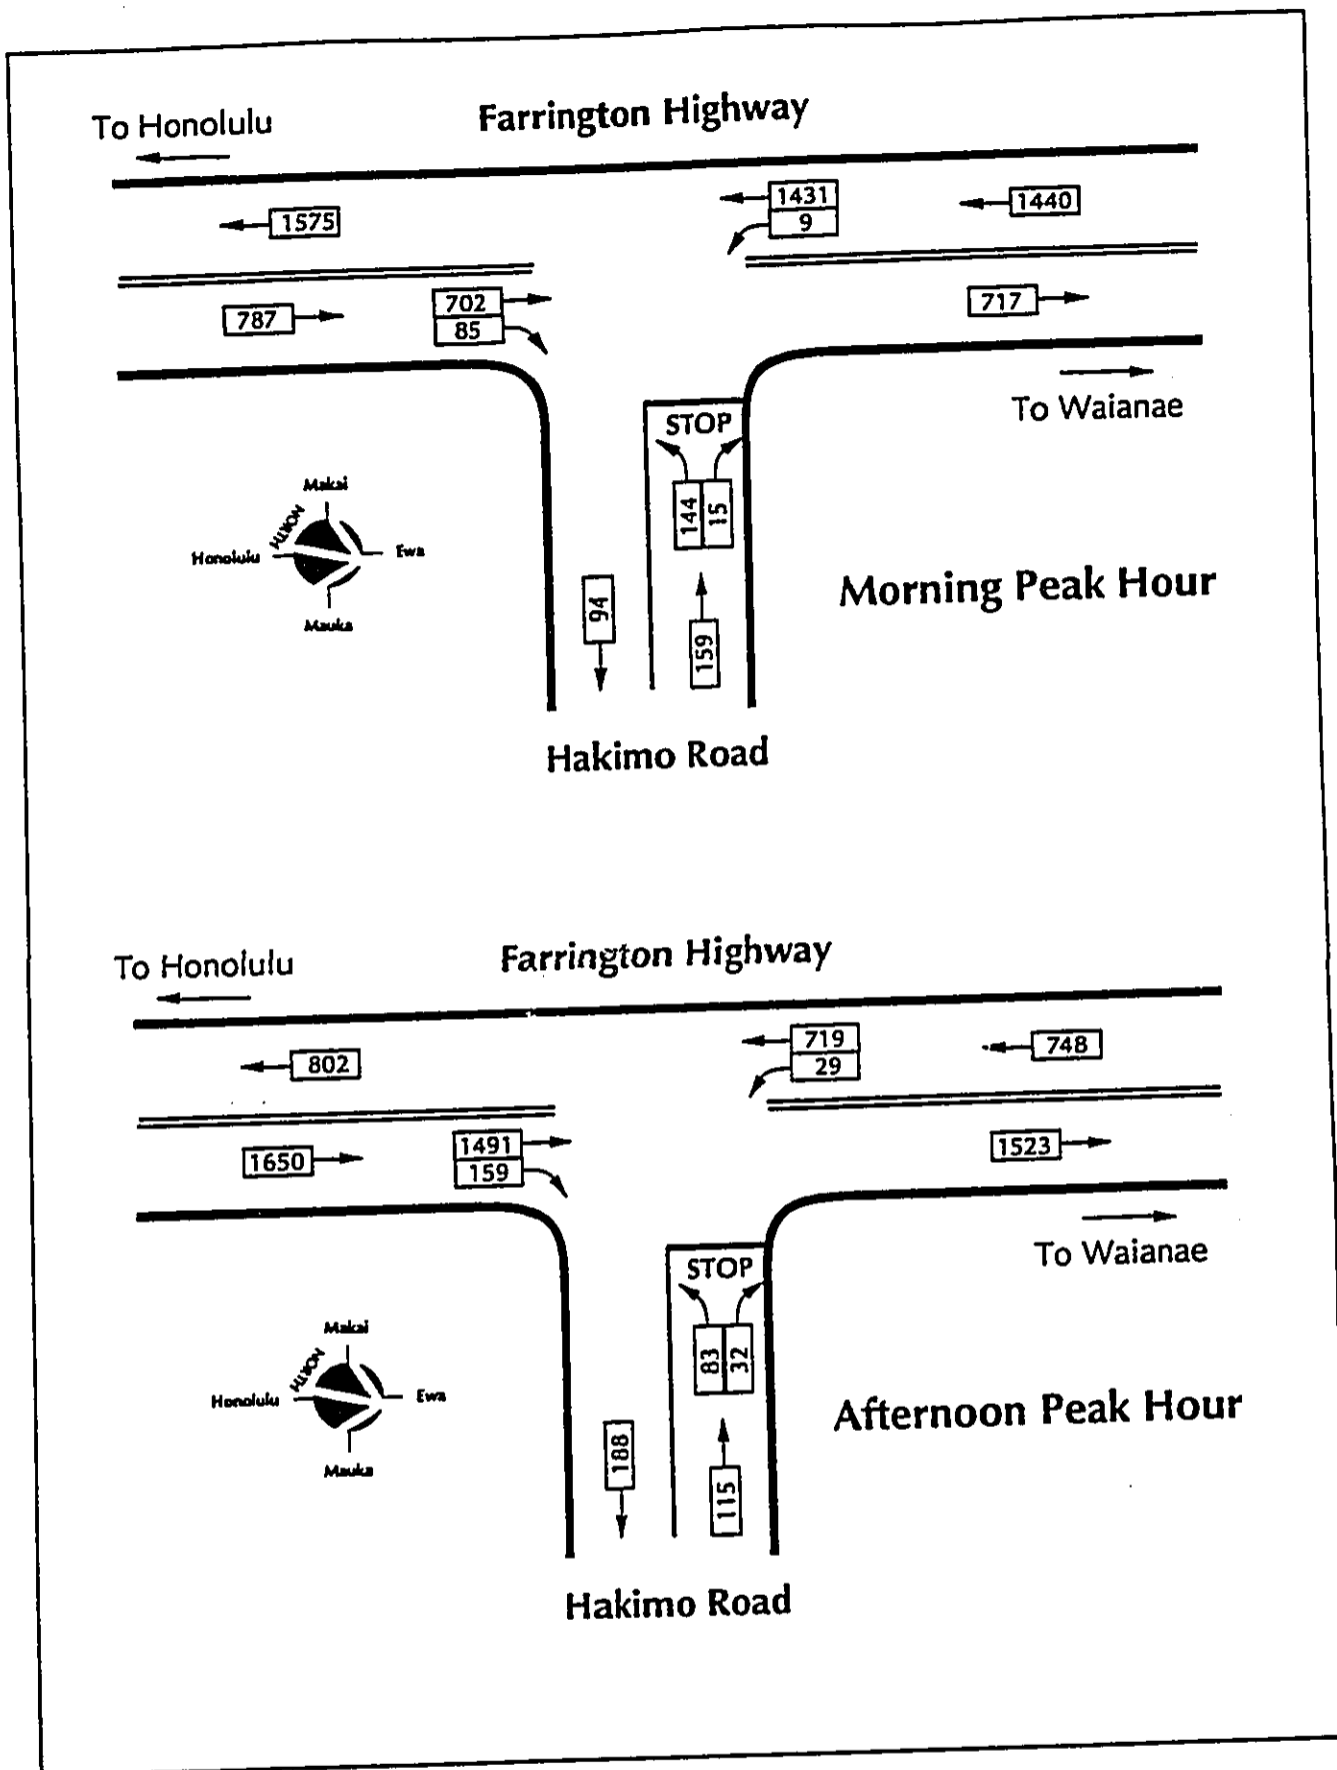 To Honolulu
Farrington Highway
1575
1431
9
1440
787
702
85
717
To Waianae
STOP
144
15
Makai
NORTH
Honolulu
Ewa
Mauka
94
159
Morning Peak Hour
Hakimo Road
To Honolulu
Farrington Highway
802
719
29
748
1650
1491
159
1523
To Waianae
STOP
83
32
Makai
NORTH
Honolulu
Ewa
Mauka
188
115
Afternoon Peak Hour
Hakimo Road